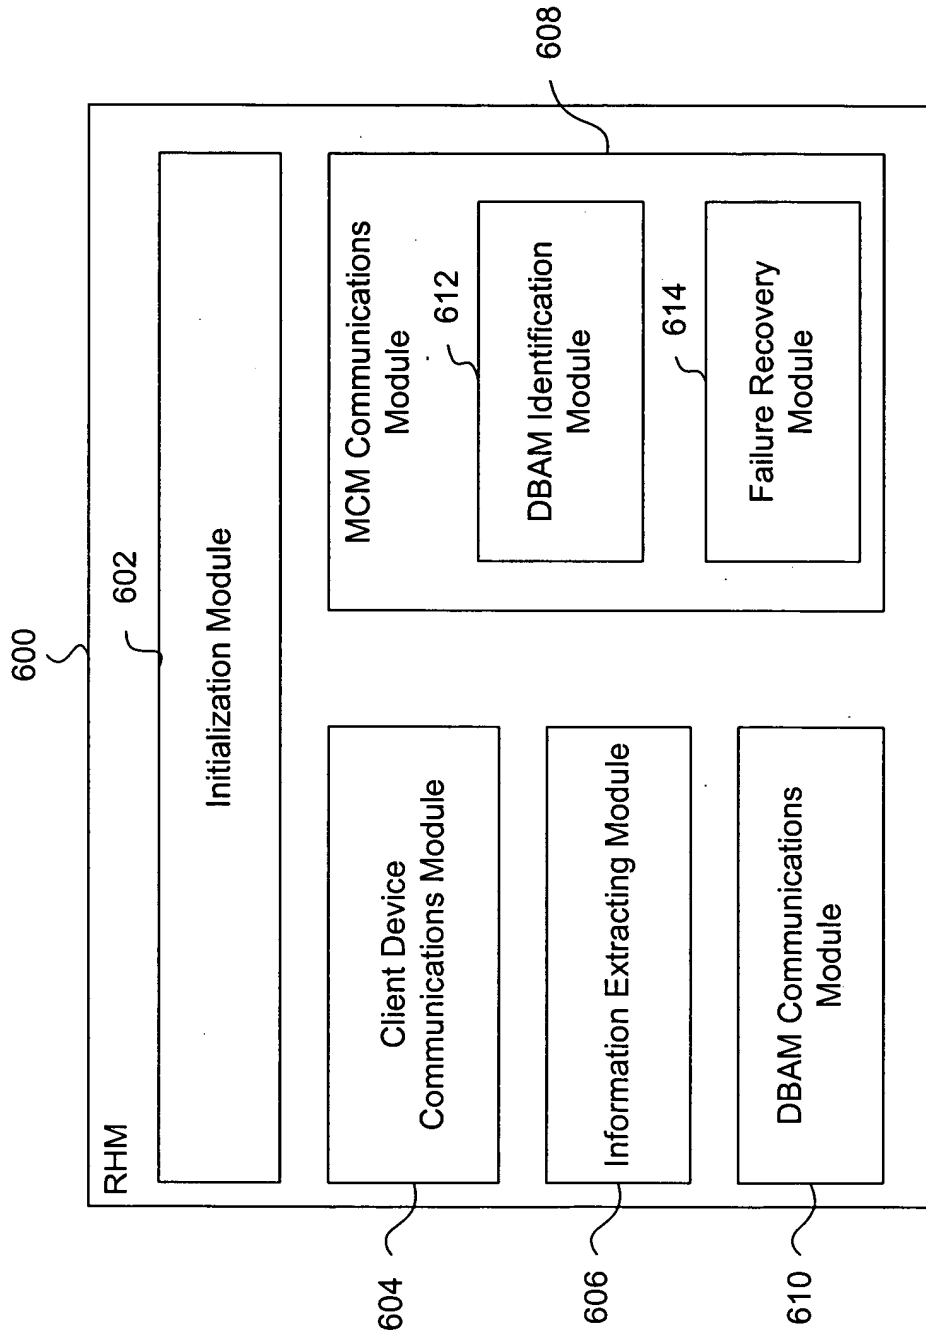 600
RHM
602
Initialization Module
604
Client Device
Communications Module
606
Information Extracting Module
610
DBAM Communications
Module
608
MCM Communications
Module
612
DBAM Identification
Module
614
Failure Recovery
Module